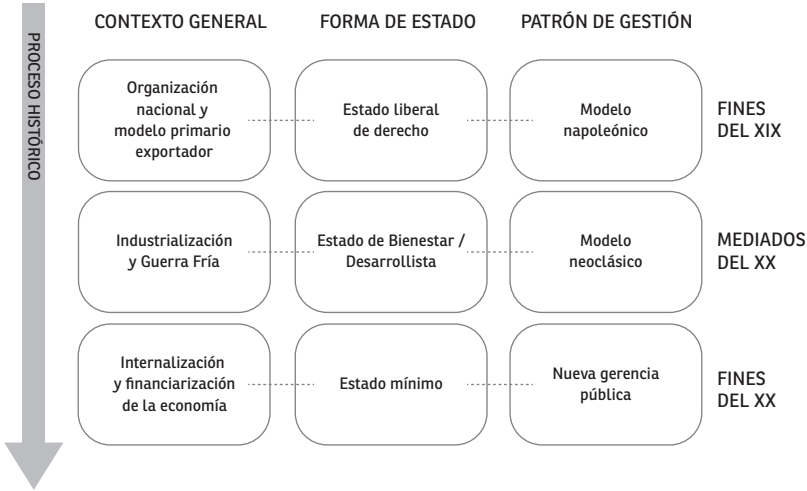 PROCESO HISTÓRICO
CONTEXTO GENERAL
FORMA DE ESTADO
PATRÓN DE GESTIÓN
Organización
nacional y
modelo primario
exportador
Estado liberal
de derecho
Modelo
napoleónico
FINES
DEL XIX
Industrialización
y Guerra Fría
Estado de Bienestar /
Desarrollista
Modelo
neoclásico
MEDIADOS
DEL XX
Internalización
y financiarización
de la economía
Estado mínimo
Nueva gerencia
pública
FINES
DEL XX